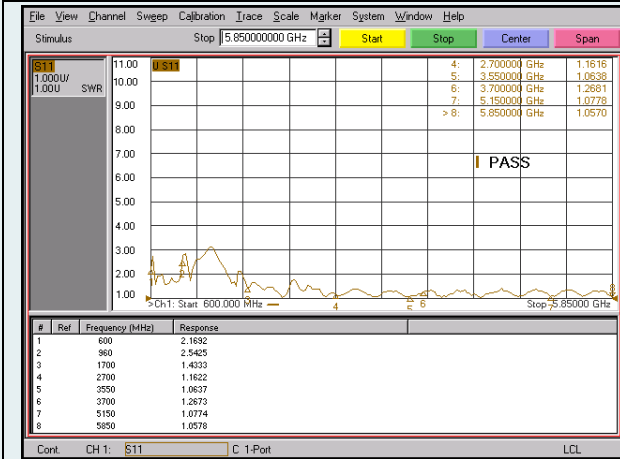 File View Channel Sweep Calibration Trace Scale Marker System Window Help
Stimulus Stop 5.850000000 GHz Start Stop Center Span
S11
1.000U/
1.00U SWR
11.00
10.00
9.00
8.00
7.00
6.00
5.00
4.00
3.00
2.00
1.00
U S11
4: 2.700000 GHz 1.1616
5: 3.550000 GHz 1.0638
6: 3.700000 GHz 1.2681
7: 5.150000 GHz 1.0778
> 8: 5.850000 GHz 1.0570
PASS
4
5
6
7
8
>Ch1: Start 600.000 MHz Stop 5.85000 GHz
# Ref Frequency (MHz) Response
1 600 2.1692
2 960 2.5425
3 1700 1.4333
4 2700 1.1622
5 3550 1.0637
6 3700 1.2673
7 5150 1.0774
8 5850 1.0578
Cont. CH 1: S11 C 1-Port LCL